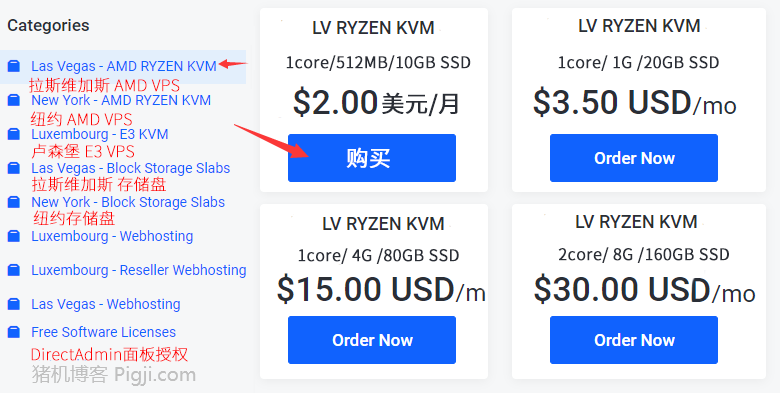 Categories
Las Vegas - AMD RYZEN KVM
拉斯维加斯 AMD VPS
New York - AMD RYZEN KVM
纽约 AMD VPS
Luxembourg - E3 KVM
卢森堡 E3 VPS
Las Vegas - Block Storage Slabs
拉斯维加斯 存储盘
New York - Block Storage Slabs
纽约存储盘
Luxembourg - Webhosting
Luxembourg - Reseller Webhosting
Las Vegas - Webhosting
Free Software Licenses
DirectAdmin面板授权
猪机博客 Pigji.com
LV RYZEN KVM
1core/512MB/10GB SSD
$2.00美元/月
购买
LV RYZEN KVM
1core/ 1G /20GB SSD
$3.50 USD/mo
Order Now
LV RYZEN KVM
1core/ 4G /80GB SSD
$15.00 USD/m
Order Now
LV RYZEN KVM
2core/ 8G /160GB SSD
$30.00 USD/mo
Order Now